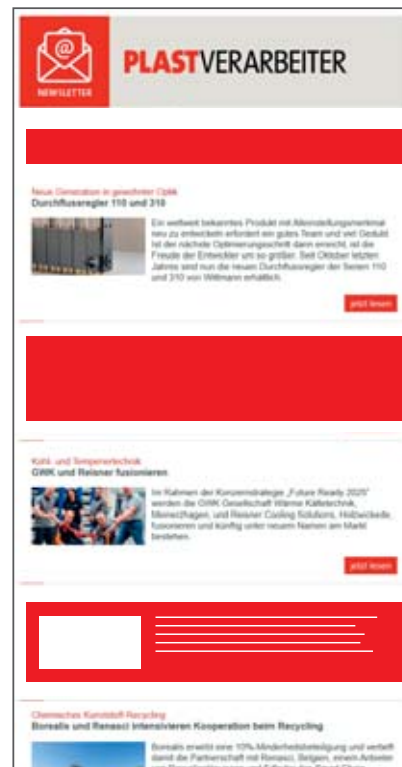 NEWSLETTER
PLASTVERARBEITER
Neue Generation in gewohnter Optik
Durchflussregler 110 und 310
Ein weltweit bekanntes Produkt mit Alleinstellungsmerkmal
neu zu entwickeln erfordert ein gutes Team und viel Geduld.
Ist der nächste Optimierungsschritt dann erreicht, ist die
Freude der Entwickler um so größer. Seit Oktober letzten
Jahres sind nun die neuen Durchflussregler der Serien 110
und 310 von Wittmann erhältlich.
jetzt lesen
Kühl- und Temperiertechnik
GWK und Reisner fusionieren
Im Rahmen der Konzernstrategie „Future Ready 2025"
werden die GWK Gesellschaft Wärme Kältetechnik,
Meinerzhagen, und Reisner Cooling Solutions, Holzwickede,
fusionieren und künftig unter neuem Namen am Markt
bestehen.
jetzt lesen
Chemisches Kunststoff-Recycling
Borealis und Renasci intensivieren Kooperation beim Recycling
Borealis erwirbt eine 10%-Minderheitsbeteiligung und vertieft
damit die Partnerschaft mit Renasci, Belgien, einem Anbieter